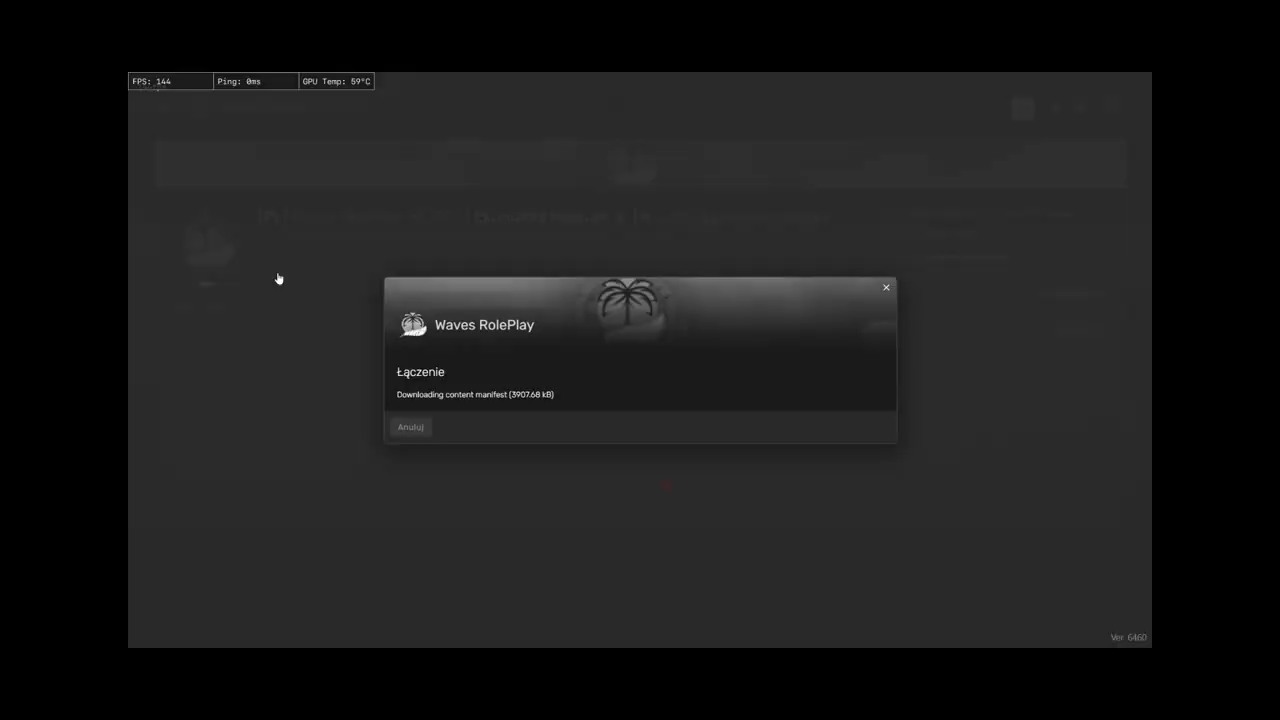 FPS: 144 Ping: 0ms GPU Temp: 59°C
Waves RolePlay
Łączenie
Downloading content manifest (3907.68 kB)
Anuluj
Ver 6460